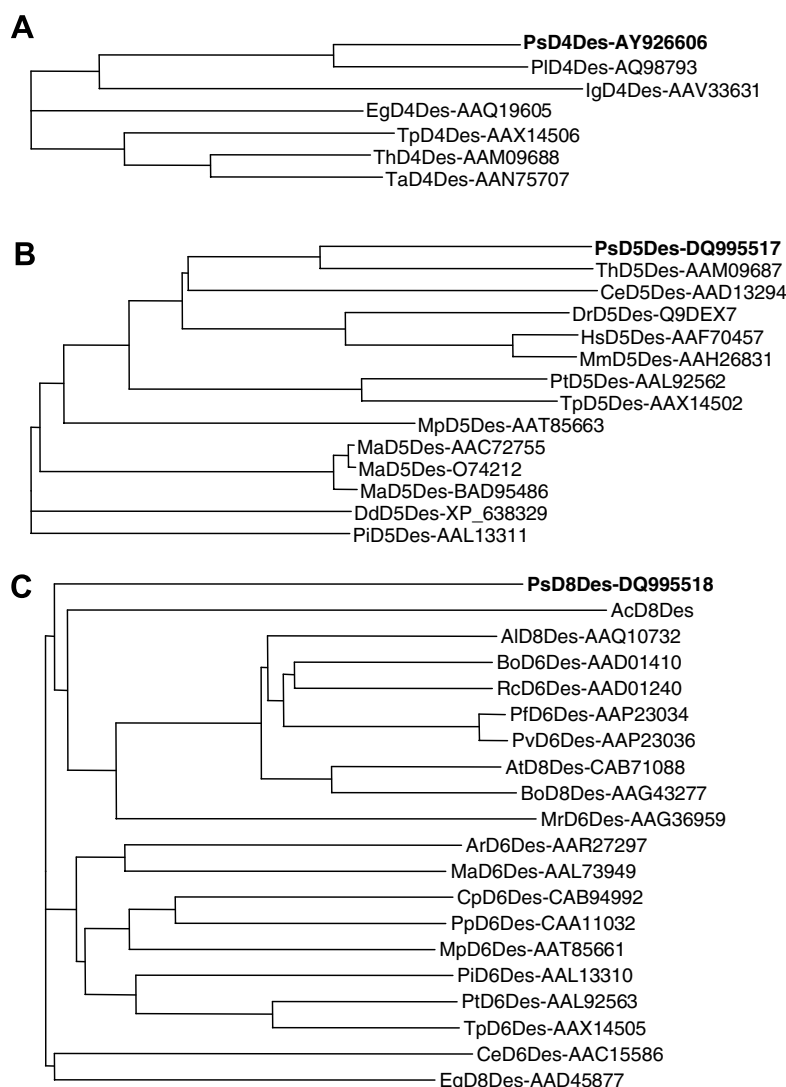 A
PsD4Des-AY926606
PlD4Des-AQ98793
IgD4Des-AAV33631
EgD4Des-AAQ19605
TpD4Des-AAX14506
ThD4Des-AAM09688
TaD4Des-AAN75707
B
PsD5Des-DQ995517
ThD5Des-AAM09687
CeD5Des-AAD13294
DrD5Des-Q9DEX7
HsD5Des-AAF70457
MmD5Des-AAH26831
PtD5Des-AAL92562
TpD5Des-AAX14502
MpD5Des-AAT85663
MaD5Des-AAC72755
MaD5Des-O74212
MaD5Des-BAD95486
DdD5Des-XP_638329
PiD5Des-AAL13311
C
PsD8Des-DQ995518
AcD8Des
AlD8Des-AAQ10732
BoD6Des-AAD01410
RcD6Des-AAD01240
PfD6Des-AAP23034
PvD6Des-AAP23036
AtD8Des-CAB71088
BoD8Des-AAG43277
MrD6Des-AAG36959
ArD6Des-AAR27297
MaD6Des-AAL73949
CpD6Des-CAB94992
PpD6Des-CAA11032
MpD6Des-AAT85661
PiD6Des-AAL13310
PtD6Des-AAL92563
TpD6Des-AAX14505
CeD6Des-AAC15586
EgD8Des-AAD45877